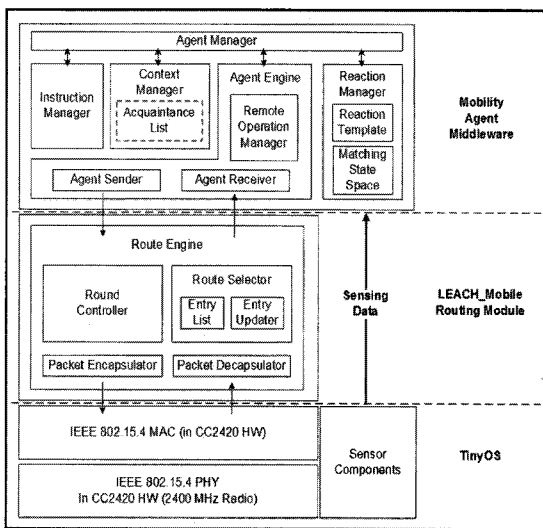 Agent Manager
Instruction
Manager
Context
Manager
Acquaintance
List
Agent Engine
Remote
Operation
Manager
Reaction
Manager
Reaction
Template
Matching
State
Space
Agent Sender
Agent Receiver
Mobility
Agent
Middleware
Route Engine
Round
Controller
Route Selector
Entry
List
Entry
Updater
Packet Encapsulator
Packet Decapsulator
Sensing
Data
LEACH_Mobile
Routing Module
IEEE 802.15.4 MAC (in CC2420 HW)
IEEE 802.15.4 PHY
In CC2420 HW (2400 MHz Radio)
Sensor
Components
TinyOS